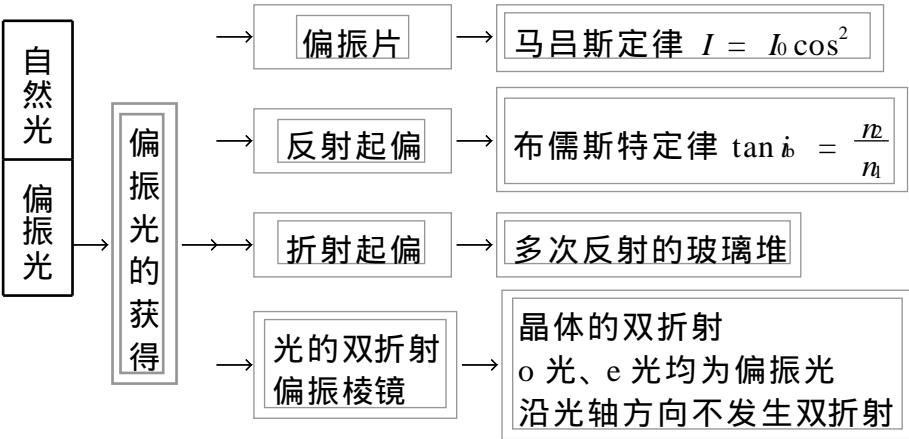 自然光
偏振光
偏振光的获得
偏振片
马吕斯定律 I = I0 cos²
反射起偏
布儒斯特定律 tan ib = n2/n1
折射起偏
多次反射的玻璃堆
光的双折射
偏振棱镜
晶体的双折射
o 光、e 光均为偏振光
沿光轴方向不发生双折射